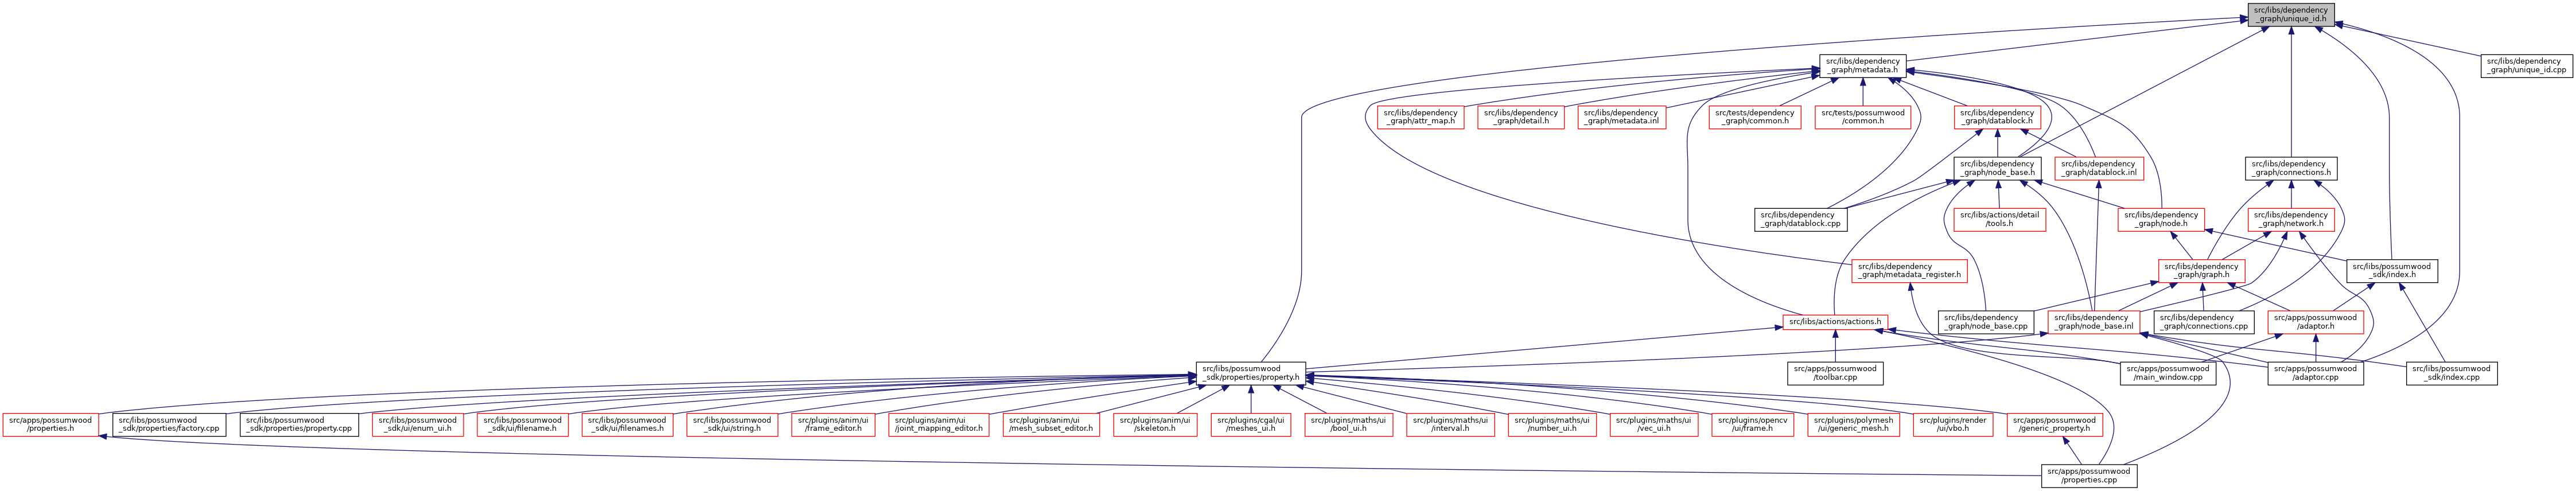 src/libs/dependency
_graph/unique_id.h
src/libs/dependency
_graph/metadata.h
src/libs/dependency
_graph/unique_id.cpp
src/libs/dependency
_graph/attr_map.h
src/libs/dependency
_graph/detail.h
src/libs/dependency
_graph/metadata.inl
src/tests/dependency
_graph/common.h
src/tests/possumwood
/common.h
src/libs/dependency
_graph/datablock.h
src/libs/dependency
_graph/node_base.h
src/libs/dependency
_graph/datablock.inl
src/libs/dependency
_graph/connections.h
src/libs/dependency
_graph/datablock.cpp
src/libs/actions/detail
/tools.h
src/libs/dependency
_graph/node.h
src/libs/dependency
_graph/network.h
src/libs/dependency
_graph/metadata_register.h
src/libs/dependency
_graph/graph.h
src/libs/possumwood
_sdk/index.h
src/libs/actions/actions.h
src/libs/dependency
_graph/node_base.cpp
src/libs/dependency
_graph/node_base.inl
src/libs/dependency
_graph/connections.cpp
src/apps/possumwood
/adaptor.h
src/libs/possumwood
_sdk/properties/property.h
src/apps/possumwood
/toolbar.cpp
src/apps/possumwood
/main_window.cpp
src/apps/possumwood
/adaptor.cpp
src/libs/possumwood
_sdk/index.cpp
src/apps/possumwood
/properties.h
src/libs/possumwood
_sdk/properties/factory.cpp
src/libs/possumwood
_sdk/properties/property.cpp
src/libs/possumwood
_sdk/ui/enum_ui.h
src/libs/possumwood
_sdk/ui/filename.h
src/libs/possumwood
_sdk/ui/filenames.h
src/libs/possumwood
_sdk/ui/string.h
src/plugins/anim/ui
/frame_editor.h
src/plugins/anim/ui
/joint_mapping_editor.h
src/plugins/anim/ui
/mesh_subset_editor.h
src/plugins/anim/ui
/skeleton.h
src/plugins/cgal/ui
/meshes_ui.h
src/plugins/maths/ui
/bool_ui.h
src/plugins/maths/ui
/interval.h
src/plugins/maths/ui
/number_ui.h
src/plugins/maths/ui
/vec_ui.h
src/plugins/opencv
/ui/frame.h
src/plugins/polymesh
/ui/generic_mesh.h
src/plugins/render
/ui/vbo.h
src/apps/possumwood
/generic_property.h
src/apps/possumwood
/properties.cpp